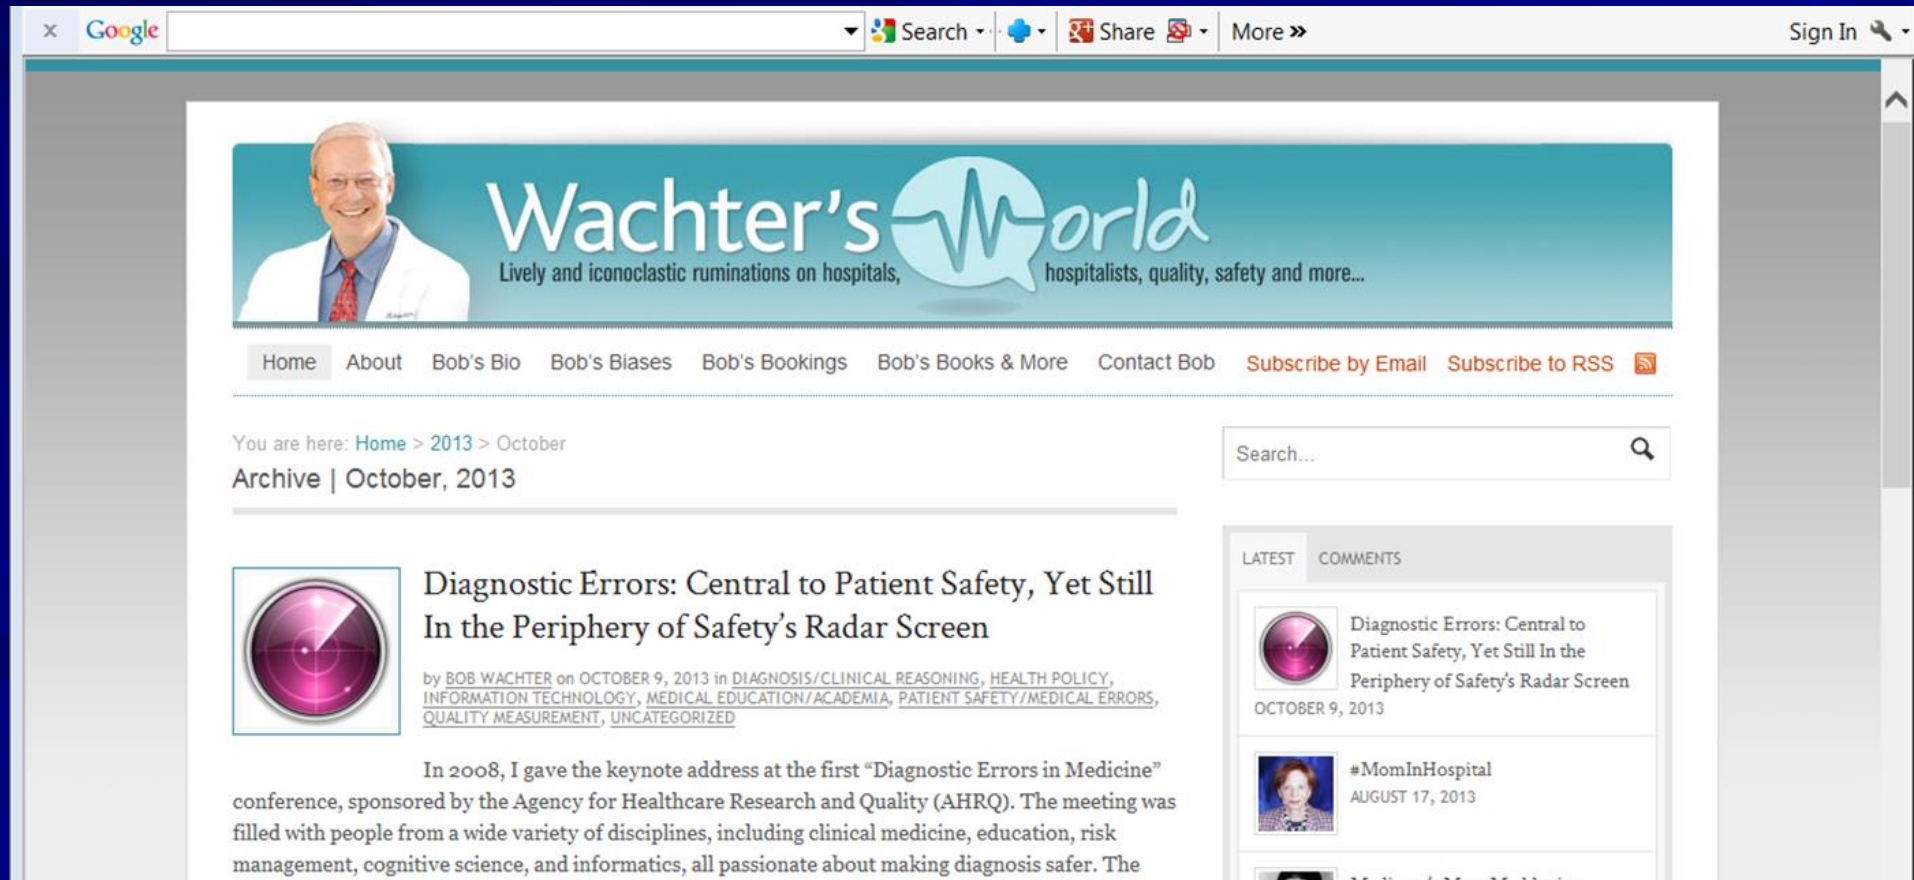 Google
Search
Share
More »
Sign In
Wachter's World
Lively and iconoclastic ruminations on hospitals, hospitalists, quality, safety and more...
Home About Bob's Bio Bob's Biases Bob's Bookings Bob's Books & More Contact Bob Subscribe by Email Subscribe to RSS
You are here: Home > 2013 > October
Archive | October, 2013
Search...
Diagnostic Errors: Central to Patient Safety, Yet Still
In the Periphery of Safety's Radar Screen
by BOB WACHTER on OCTOBER 9, 2013 in DIAGNOSIS/CLINICAL REASONING, HEALTH POLICY,
INFORMATION TECHNOLOGY, MEDICAL EDUCATION/ACADEMIA, PATIENT SAFETY/MEDICAL ERRORS,
QUALITY MEASUREMENT, UNCATEGORIZED
In 2008, I gave the keynote address at the first “Diagnostic Errors in Medicine”
conference, sponsored by the Agency for Healthcare Research and Quality (AHRQ). The meeting was
filled with people from a wide variety of disciplines, including clinical medicine, education, risk
management, cognitive science, and informatics, all passionate about making diagnosis safer. The
LATEST COMMENTS
Diagnostic Errors: Central to
Patient Safety, Yet Still In the
Periphery of Safety's Radar Screen
OCTOBER 9, 2013
#MomInHospital
AUGUST 17, 2013